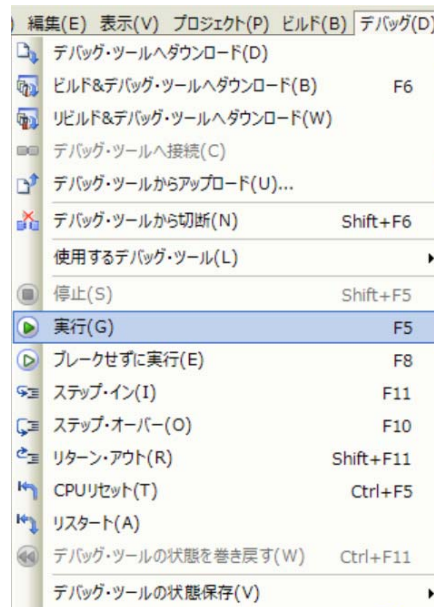 ) 編集(E) 表示(V) プロジェクト(P) ビルド(B) デバッグ(D)
デバッグ・ツールへダウンロード(D)
ビルド&デバッグ・ツールへダウンロード(B) F6
リビルド&デバッグ・ツールへダウンロード(W)
デバッグ・ツールへ接続(C)
デバッグ・ツールからアップロード(U)...
デバッグ・ツールから切断(N) Shift+F6
使用するデバッグ・ツール(L)
停止(S) Shift+F5
実行(G) F5
ブレークせずに実行(E) F8
ステップ・イン(I) F11
ステップ・オーバー(O) F10
リターン・アウト(R) Shift+F11
CPUリセット(T) Ctrl+F5
リスタート(A)
デバッグ・ツールの状態を巻き戻す(W) Ctrl+F11
デバッグ・ツールの状態保存(V)